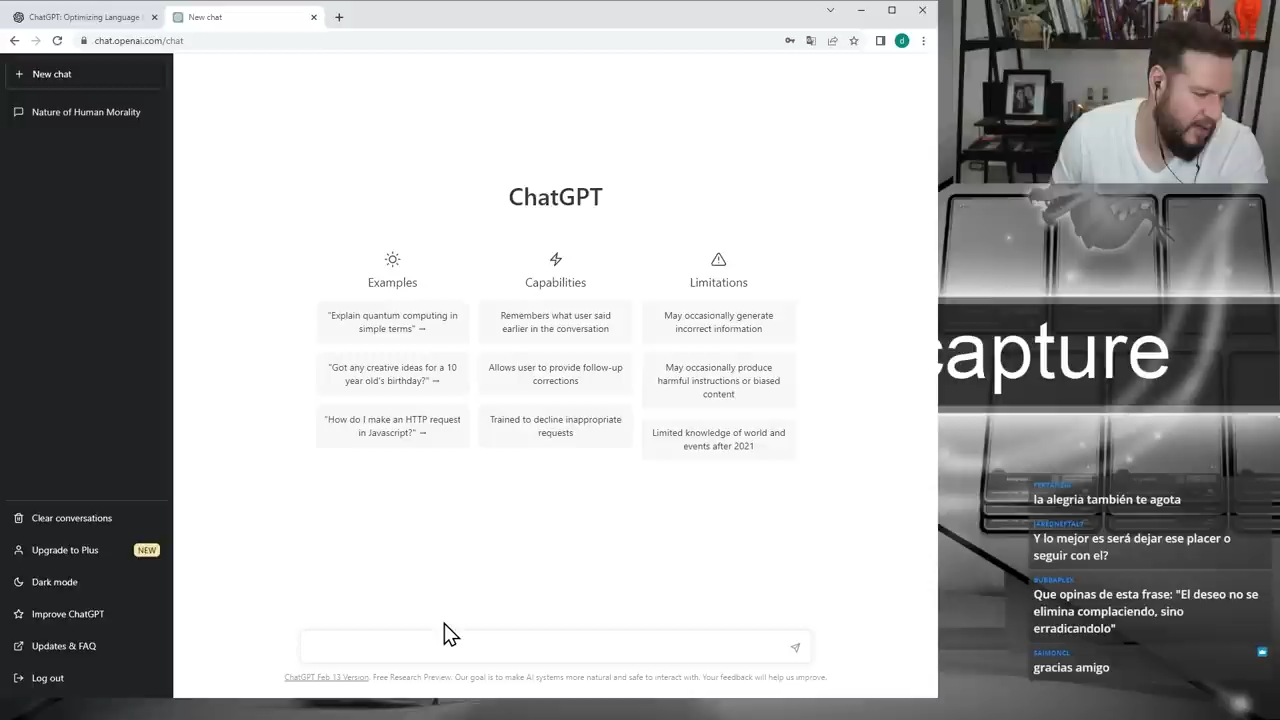 ChatGPT: Optimizing Language
New chat
chat.openai.com/chat
d
New chat
Nature of Human Morality
ChatGPT
Examples
Capabilities
Limitations
"Explain quantum computing in
simple terms" →
Remembers what user said
earlier in the conversation
May occasionally generate
incorrect information
"Got any creative ideas for a 10
year old's birthday?" →
Allows user to provide follow-up
corrections
May occasionally produce
harmful instructions or biased
content
"How do I make an HTTP request
in Javascript?" →
Trained to decline inappropriate
requests
Limited knowledge of world and
events after 2021
Clear conversations
Upgrade to Plus
NEW
Dark mode
Improve ChatGPT
Updates & FAQ
Log out
ChatGPT Feb 13 Version. Free Research Preview. Our goal is to make AI systems more natural and safe to interact with. Your feedback will help us improve.
capture
la alegria también te agota
Y lo mejor es será dejar ese placer o
seguir con el?
Que opinas de esta frase: "El deseo no se
elimina complaciendo, sino
erradicandolo"
SAIMONCL
gracias amigo